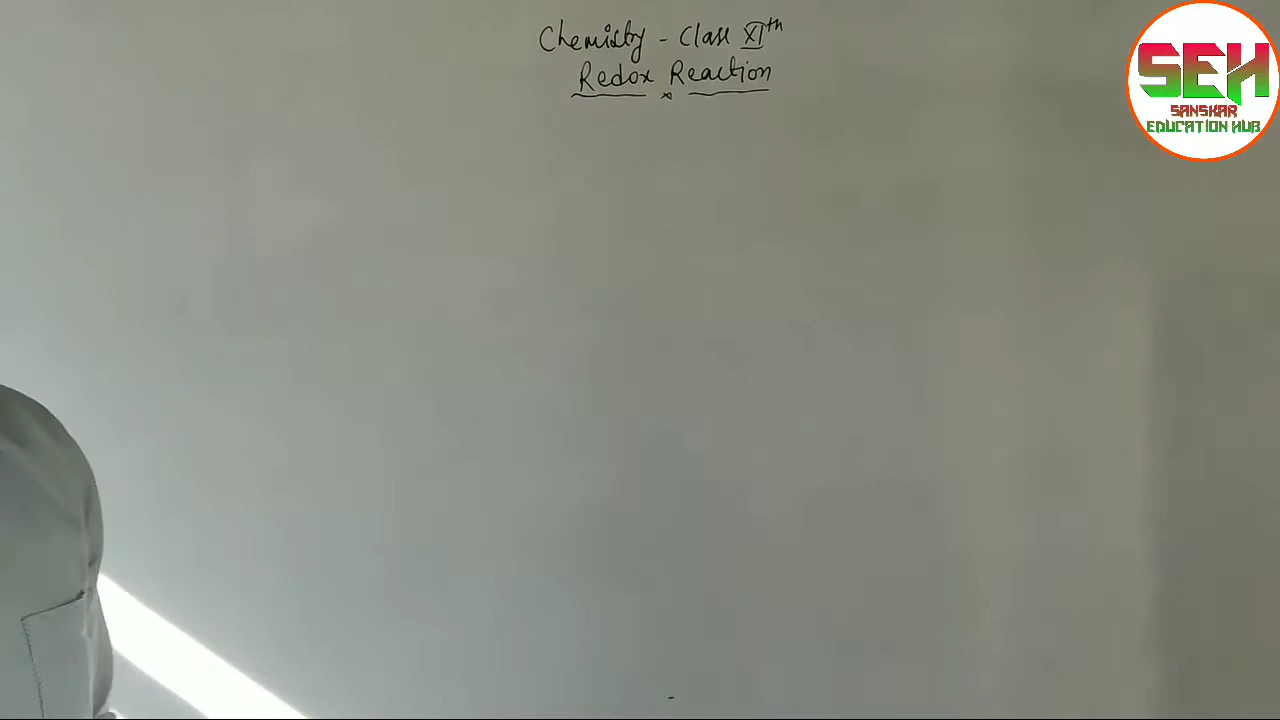 Chemistry - Class XIth
Redox Reaction
SEH
SANSKAR
EDUCATION HUB